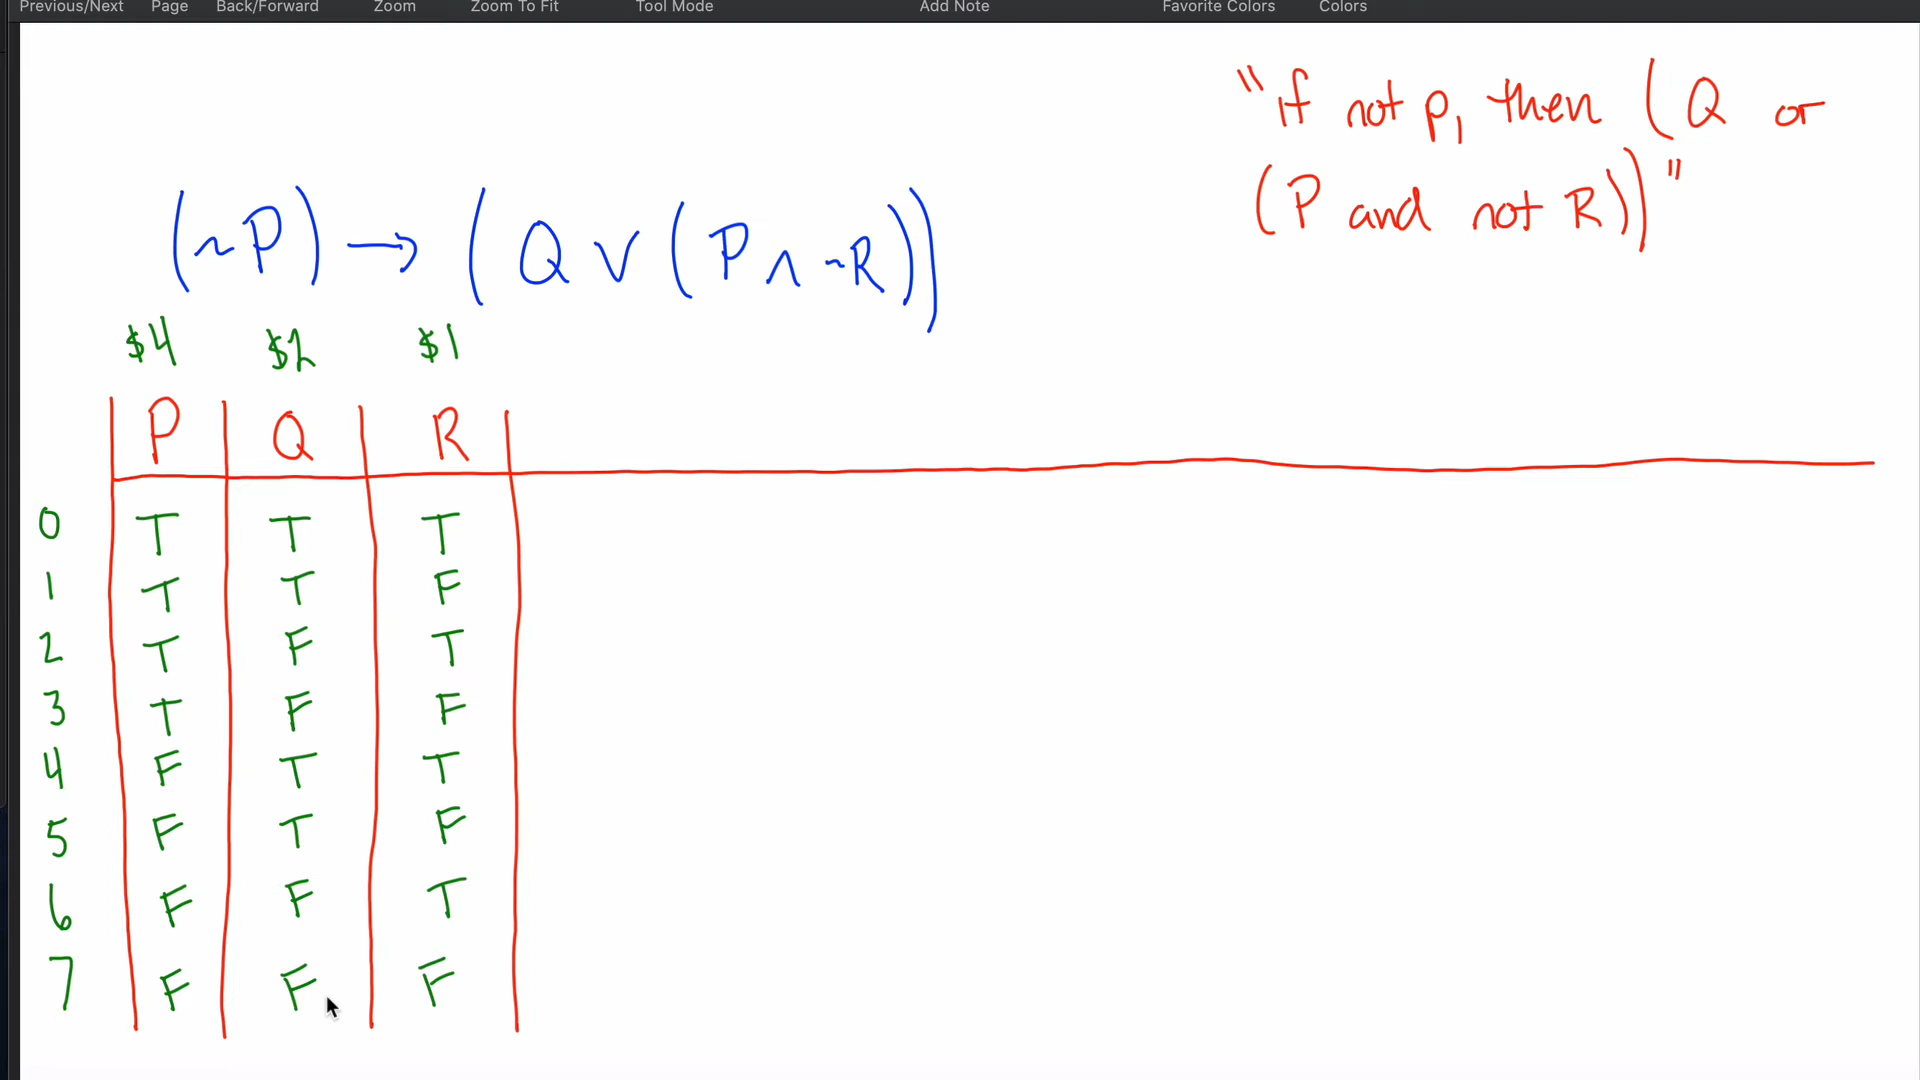 Previous/Next Page Back/Forward Zoom Zoom To Fit Tool Mode Add Note Favorite Colors Colors
"If not P, then (Q or
(P and not R))"
(~P) → (Q ∨ (P ∧ ~R))
$4 $2 $1
P Q R
0 T T T
1 T T F
2 T F T
3 T F F
4 F T T
5 F T F
6 F F T
7 F F F